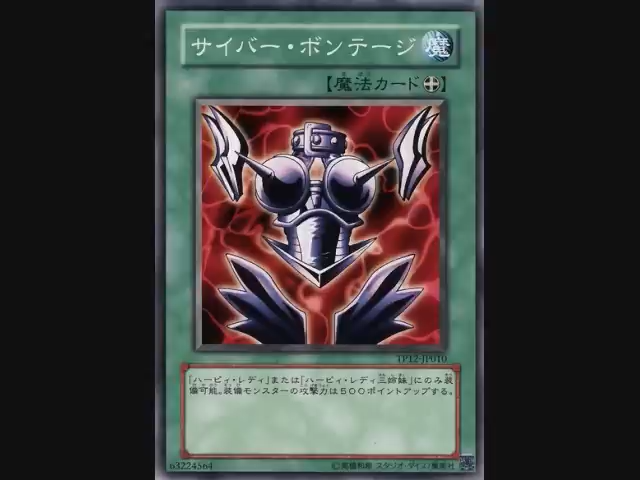 サイバー・ボンテージ 魔
【魔法カード】
TP12-JP010
「ハーピィ・レディ」または「ハーピィ・レディ三姉妹」にのみ装
備可能。装備モンスターの攻撃力は500ポイントアップする。
63224564 ©高橋和希 スタジオ・ダイス/集英社